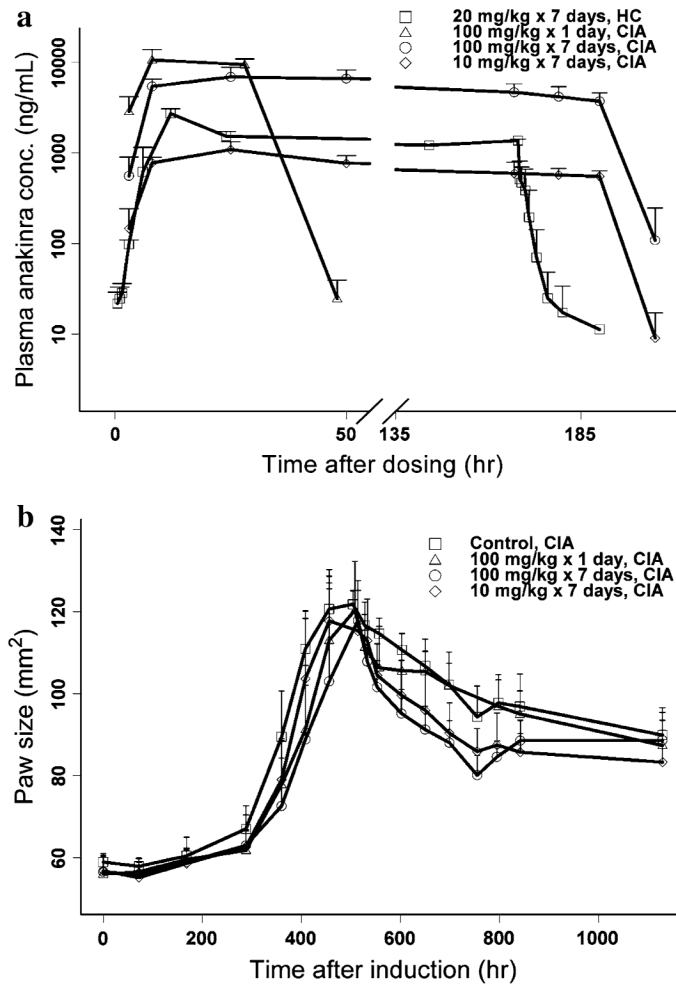 a
20 mg/kg x 7 days, HC
100 mg/kg x 1 day, CIA
100 mg/kg x 7 days, CIA
10 mg/kg x 7 days, CIA
Plasma anakinra conc. (ng/mL)
10000
1000
100
10
0 50 135 185
Time after dosing (hr)
b
Control, CIA
100 mg/kg x 1 day, CIA
100 mg/kg x 7 days, CIA
10 mg/kg x 7 days, CIA
Paw size (mm²)
140
120
100
80
60
0 200 400 600 800 1000
Time after induction (hr)